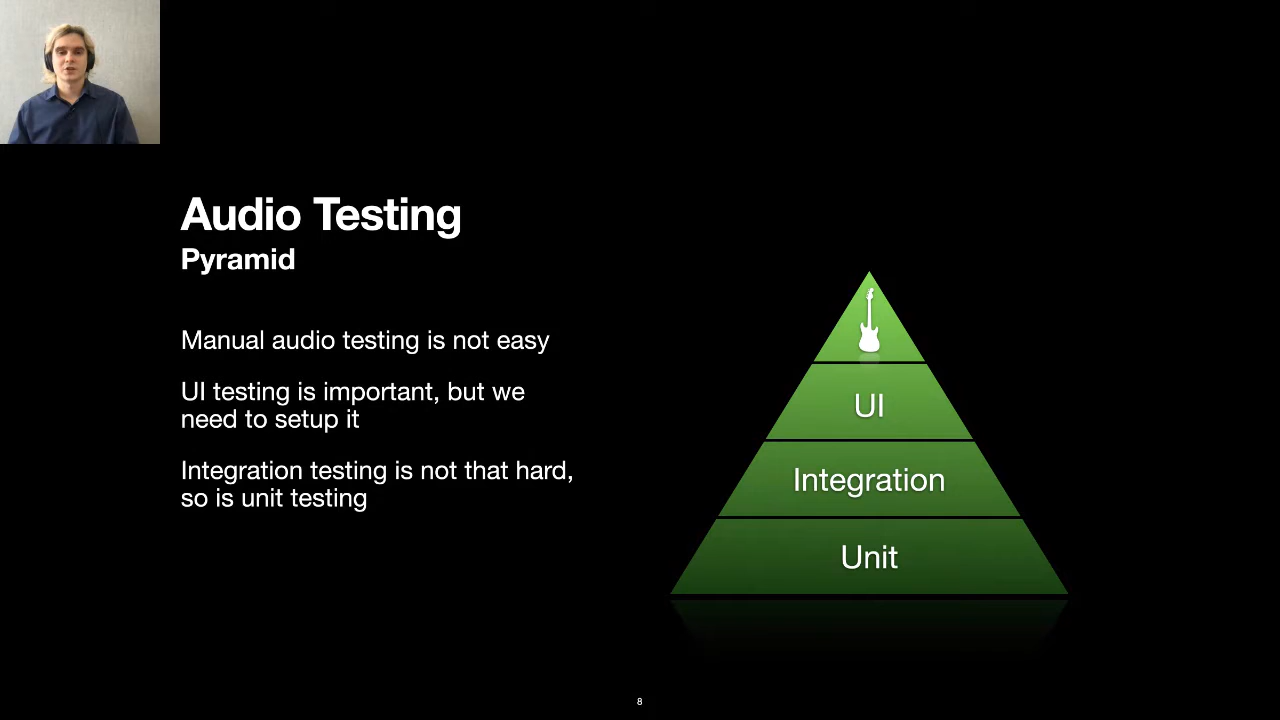 Audio Testing
Pyramid
Manual audio testing is not easy
UI testing is important, but we
need to setup it
Integration testing is not that hard,
so is unit testing
UI
Integration
Unit
8